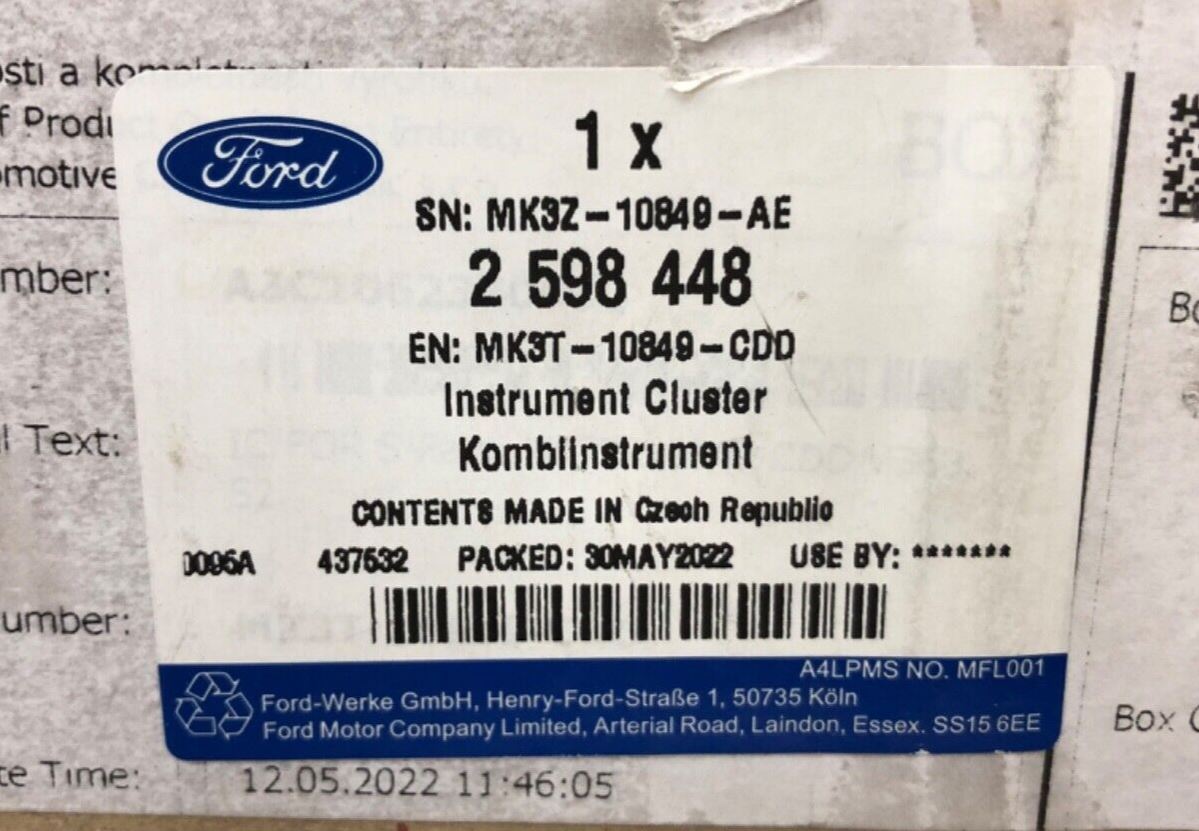 osti a
f Produ
omotive
Ford
1 x
SN: MK3Z-10849-AE
mber:
2 598 448
EN: MK3T-10849-CDD
Instrument Cluster
l Text:
Kombiinstrument
CONTENTS MADE IN Czech Republic
0096A 437532 PACKED: 30MAY2022 USE BY: *******
umber:
A4LPMS NO. MFL001
Ford-Werke GmbH, Henry-Ford-Straße 1, 50735 Köln
Ford Motor Company Limited, Arterial Road, Laindon, Essex. SS15 6EE
Box
te Time: 12.05.2022 11:46:05